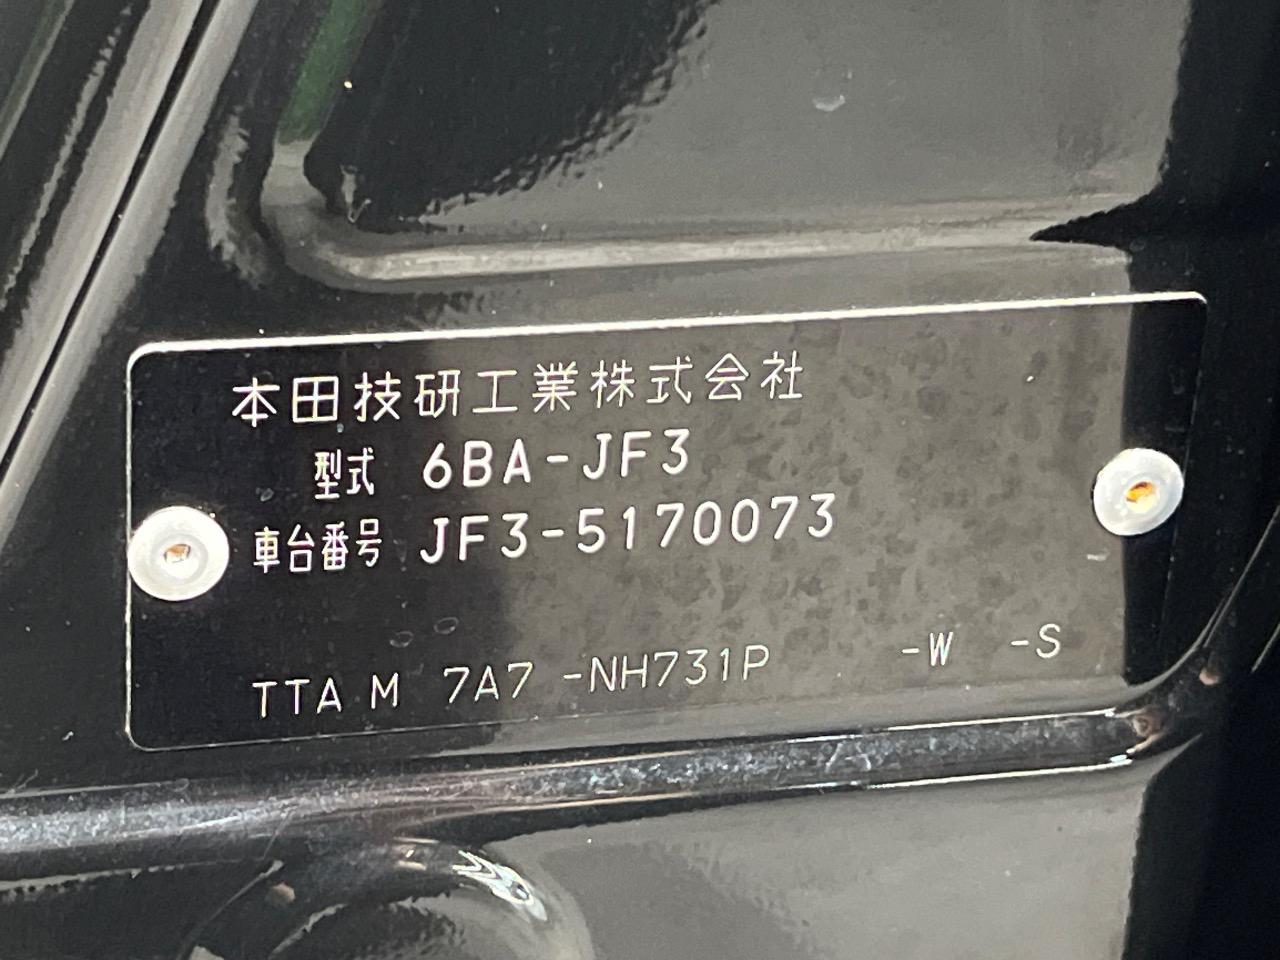 本田技研工業株式会社
型式 6BA-JF3
車台番号 JF3-5170073
TTA M 7A7 -NH731P -W -S